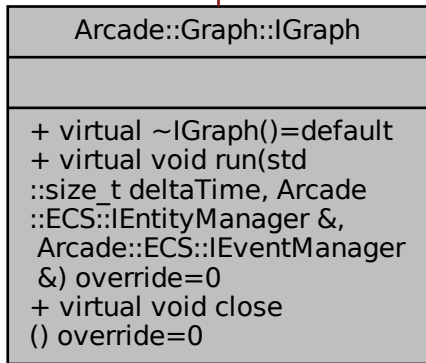 Arcade::Graph::IGraph
+ virtual ~IGraph()=default
+ virtual void run(std
::size_t deltaTime, Arcade
::ECS::IEntityManager &,
Arcade::ECS::IEventManager
&) override=0
+ virtual void close
() override=0